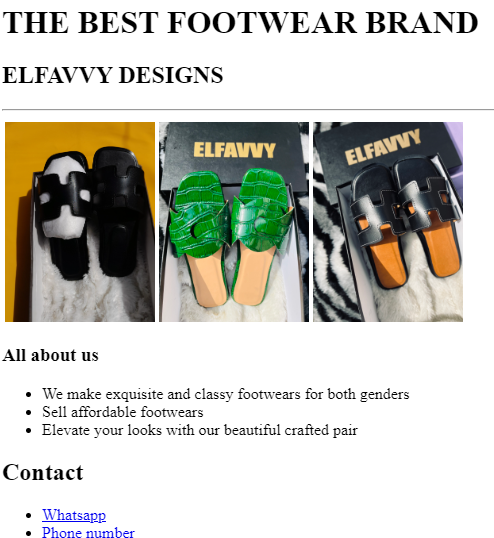 THE BEST FOOTWEAR BRAND
ELFAVVY DESIGNS
ELFAVVY
ELFAVVY
All about us
We make exquisite and classy footwears for both genders
Sell affordable footwears
Elevate your looks with our beautiful crafted pair
Contact
Whatsapp
Phone number